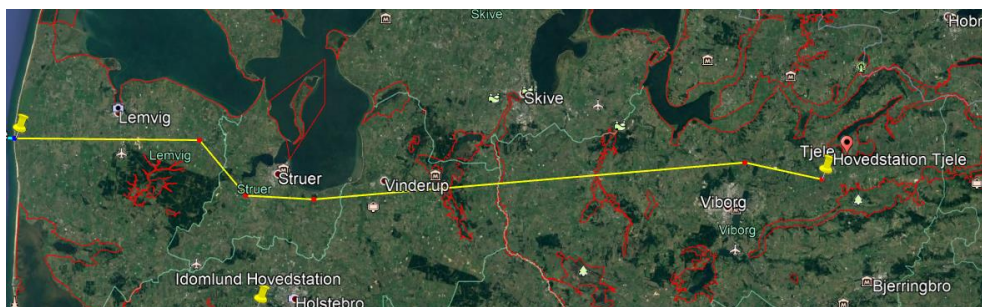 Skive
Hobr
Lemvig
Skive
Lemvig
Tjele
Hovedstation Tjele
Struer
Struer
Vinderup
Viborg
Viborg
Idomlund Hovedstation
Holstebro
Bjerringbro